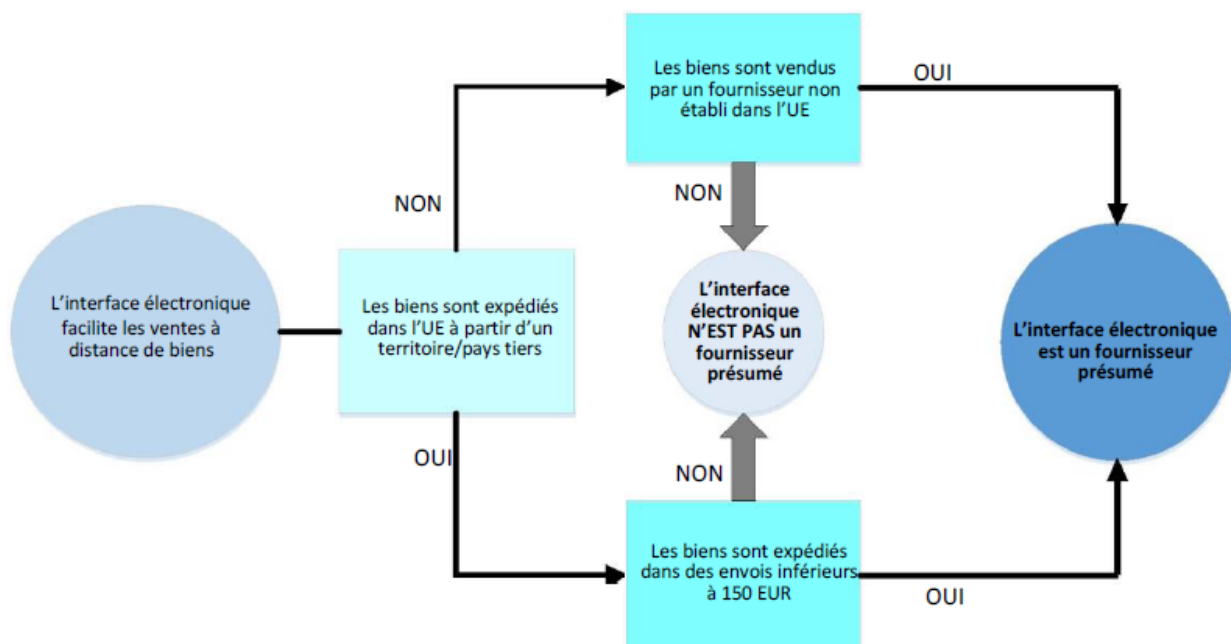 Les biens sont vendus
par un fournisseur non
établi dans l'UE
OUI
NON
NON
L'interface électronique
facilite les ventes à
distance de biens
Les biens sont expédiés
dans l'UE à partir d'un
territoire/pays tiers
L'interface
électronique
N'EST PAS un
fournisseur
présumé
L'interface électronique
est un fournisseur
présumé
OUI
NON
Les biens sont expédiés
dans des envois inférieurs
à 150 EUR
OUI